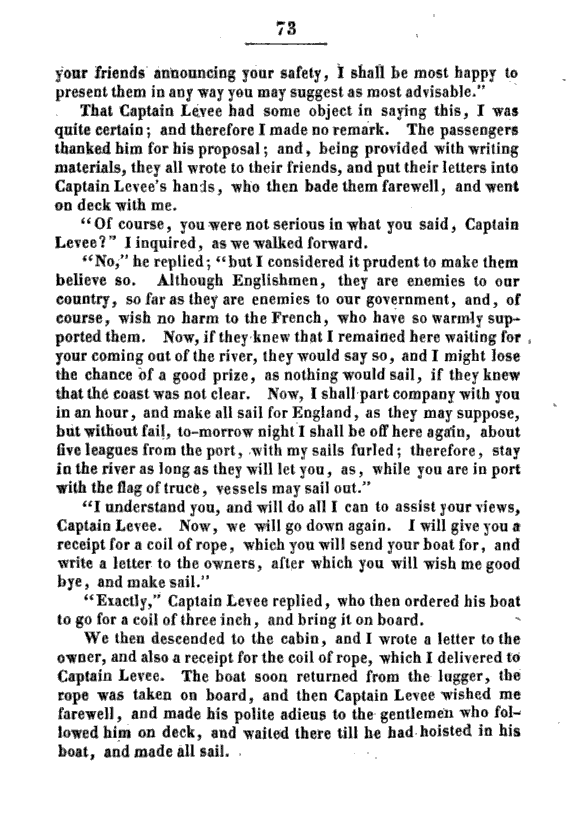 73
your friends announcing your safety, I shall be most happy to
present them in any way you may suggest as most advisable."
That Captain Levee had some object in saying this, I was
quite certain; and therefore I made no remark. The passengers
thanked him for his proposal; and, being provided with writing
materials, they all wrote to their friends, and put their letters into
Captain Levee's hands, who then bade them farewell, and went
on deck with me.
"Of course, you were not serious in what you said, Captain
Levee?" I inquired, as we walked forward.
"No," he replied; "but I considered it prudent to make them
believe so. Although Englishmen, they are enemies to our
country, so far as they are enemies to our government, and, of
course, wish no harm to the French, who have so warmly sup-
ported them. Now, if they knew that I remained here waiting for
your coming out of the river, they would say so, and I might lose
the chance of a good prize, as nothing would sail, if they knew
that the coast was not clear. Now, I shall part company with you
in an hour, and make all sail for England, as they may suppose,
but without fail, to-morrow night I shall be off here again, about
five leagues from the port, with my sails furled; therefore, stay
in the river as long as they will let you, as, while you are in port
with the flag of truce, vessels may sail out."
"I understand you, and will do all I can to assist your views,
Captain Levee. Now, we will go down again. I will give you a
receipt for a coil of rope, which you will send your boat for, and
write a letter to the owners, after which you will wish me good
bye, and make sail."
"Exactly," Captain Levee replied, who then ordered his boat
to go for a coil of three inch, and bring it on board.
We then descended to the cabin, and I wrote a letter to the
owner, and also a receipt for the coil of rope, which I delivered to
Captain Levee. The boat soon returned from the lugger, the
rope was taken on board, and then Captain Levee wished me
farewell, and made his polite adieus to the gentlemen who fol-
lowed him on deck, and waited there till he had hoisted in his
boat, and made all sail.